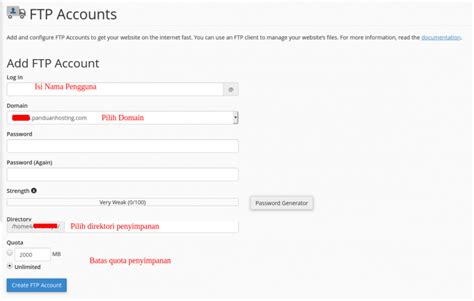 FTP Accounts
Add and configure FTP Accounts to get your website on the internet fast. You can use an FTP client to manage your website's files. For more information, read the documentation.
Add FTP Account
Log In
Isi Nama Pengguna
@
Domain
.panduanhosting.com Pilih Domain
Password
Password (Again)
Strength
Very Weak (0/100) Password Generator
Directory
/home Pilih direktori penyimpanan
Quota
2000 MB
Batas quota penyimpanan
Unlimited
Create FTP Account